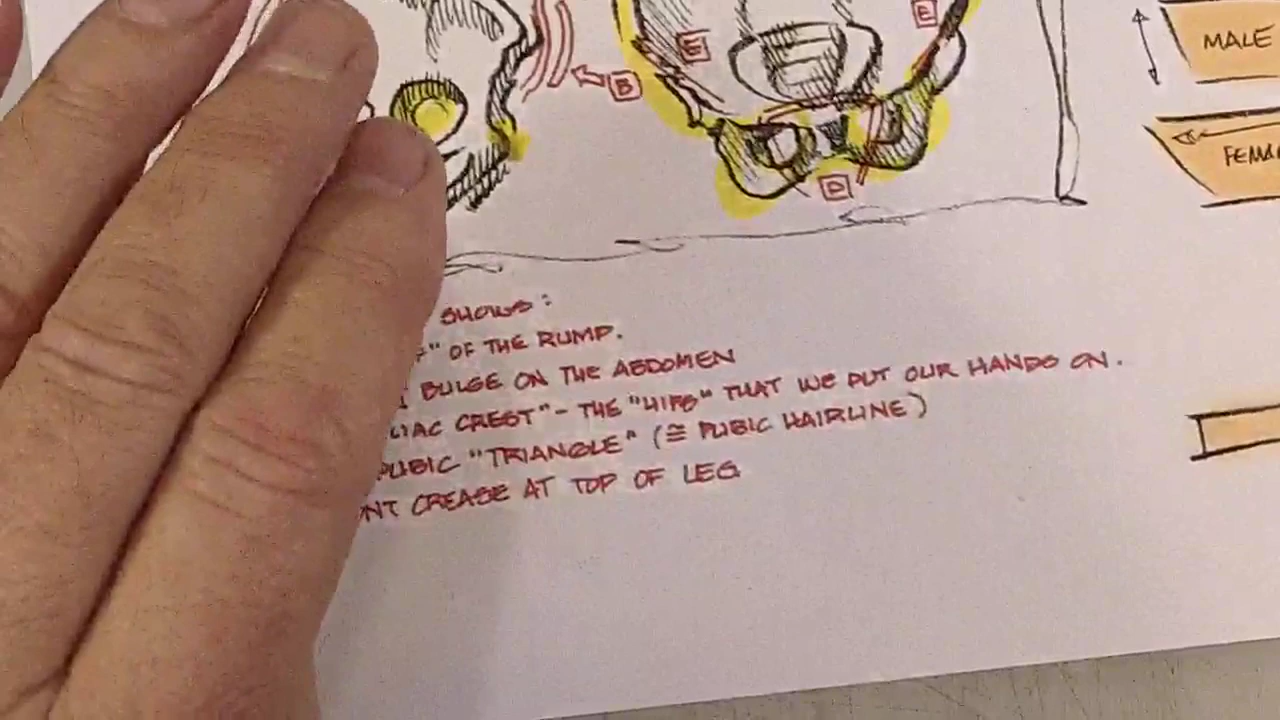 E
E
B
D
MALE
SHOWS:
" OF THE RUMP.
BULGE ON THE ABDOMEN
LIAC CREST" - THE "HIPS" THAT WE PUT OUR HANDS ON.
PUBIC "TRIANGLE" (≅ PUBIC HAIRLINE)
NT CREASE AT TOP OF LEG
FEMA